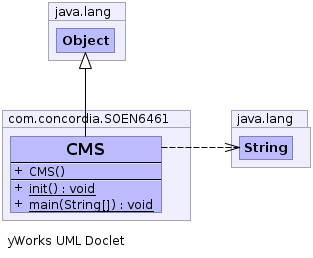 java.lang
Object
com.concordia.SOEN6461
CMS
+ CMS()
+ init() : void
+ main(String[]) : void
java.lang
String
yWorks UML Doclet